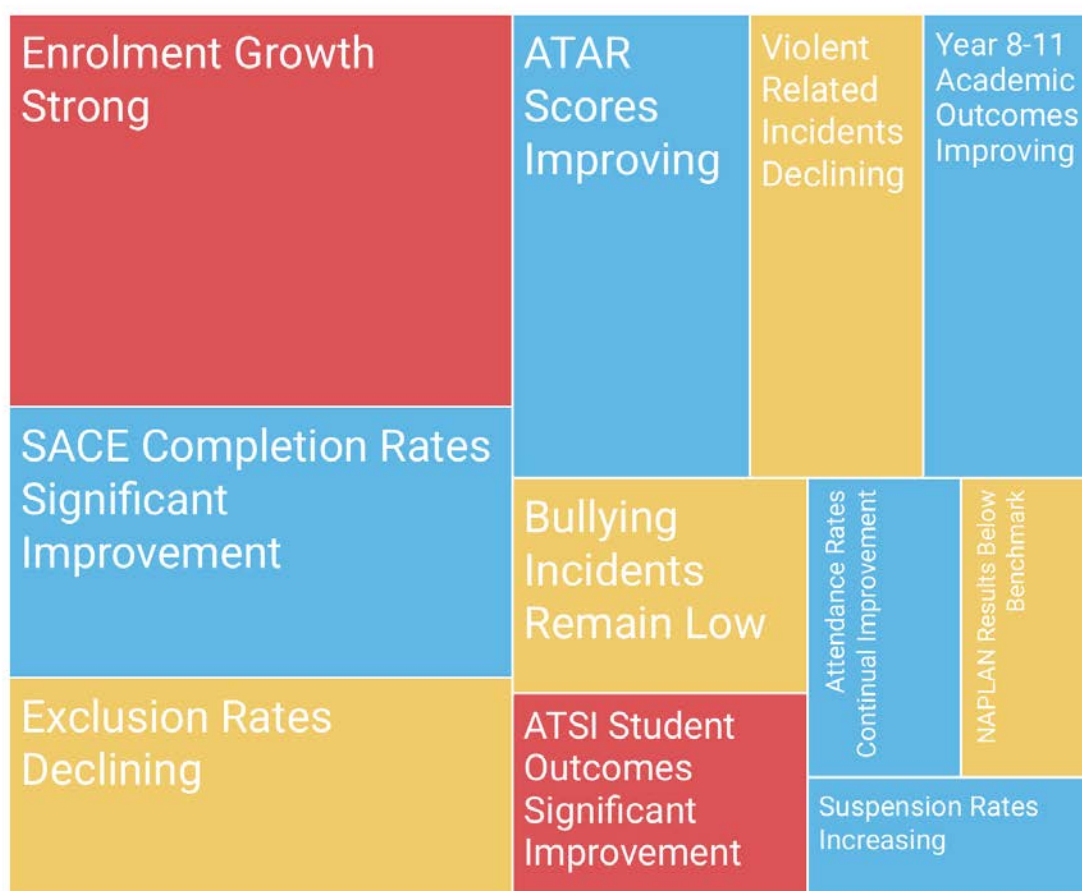 Enrolment Growth
Strong
SACE Completion Rates
Significant
Improvement
Exclusion Rates
Declining
ATAR
Scores
Improving
Violent
Related
Incidents
Declining
Year 8-11
Academic
Outcomes
Improving
Bullying
Incidents
Remain Low
ATSI Student
Outcomes
Significant
Improvement
Attendance Rates
Continual Improvement
NAPLAN Results Below
Benchmark
Suspension Rates
Increasing